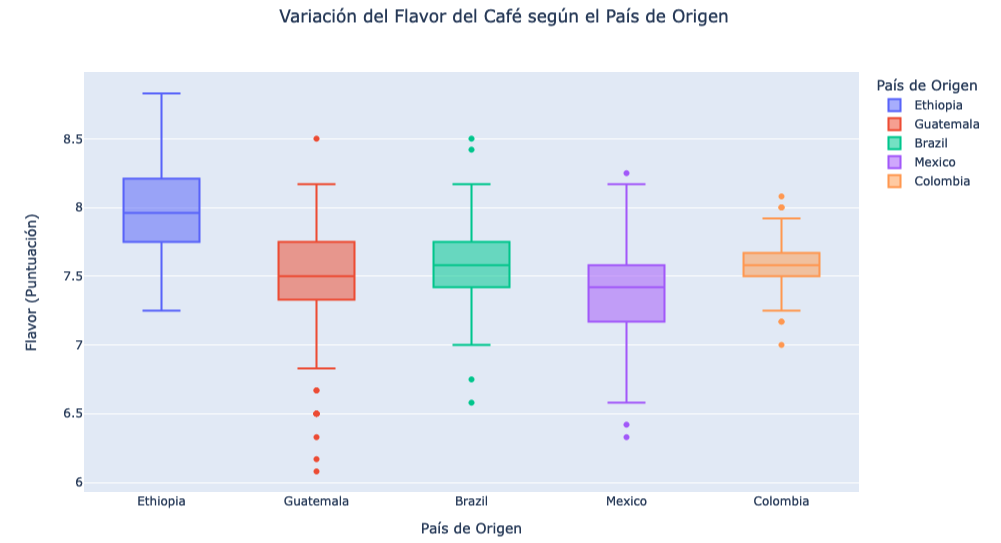 Variación del Flavor del Café según el País de Origen
País de Origen
Ethiopia
Guatemala
Brazil
Mexico
Colombia
Flavor (Puntuación)
8.5
8
7.5
7
6.5
6
Ethiopia
Guatemala
Brazil
Mexico
Colombia
País de Origen